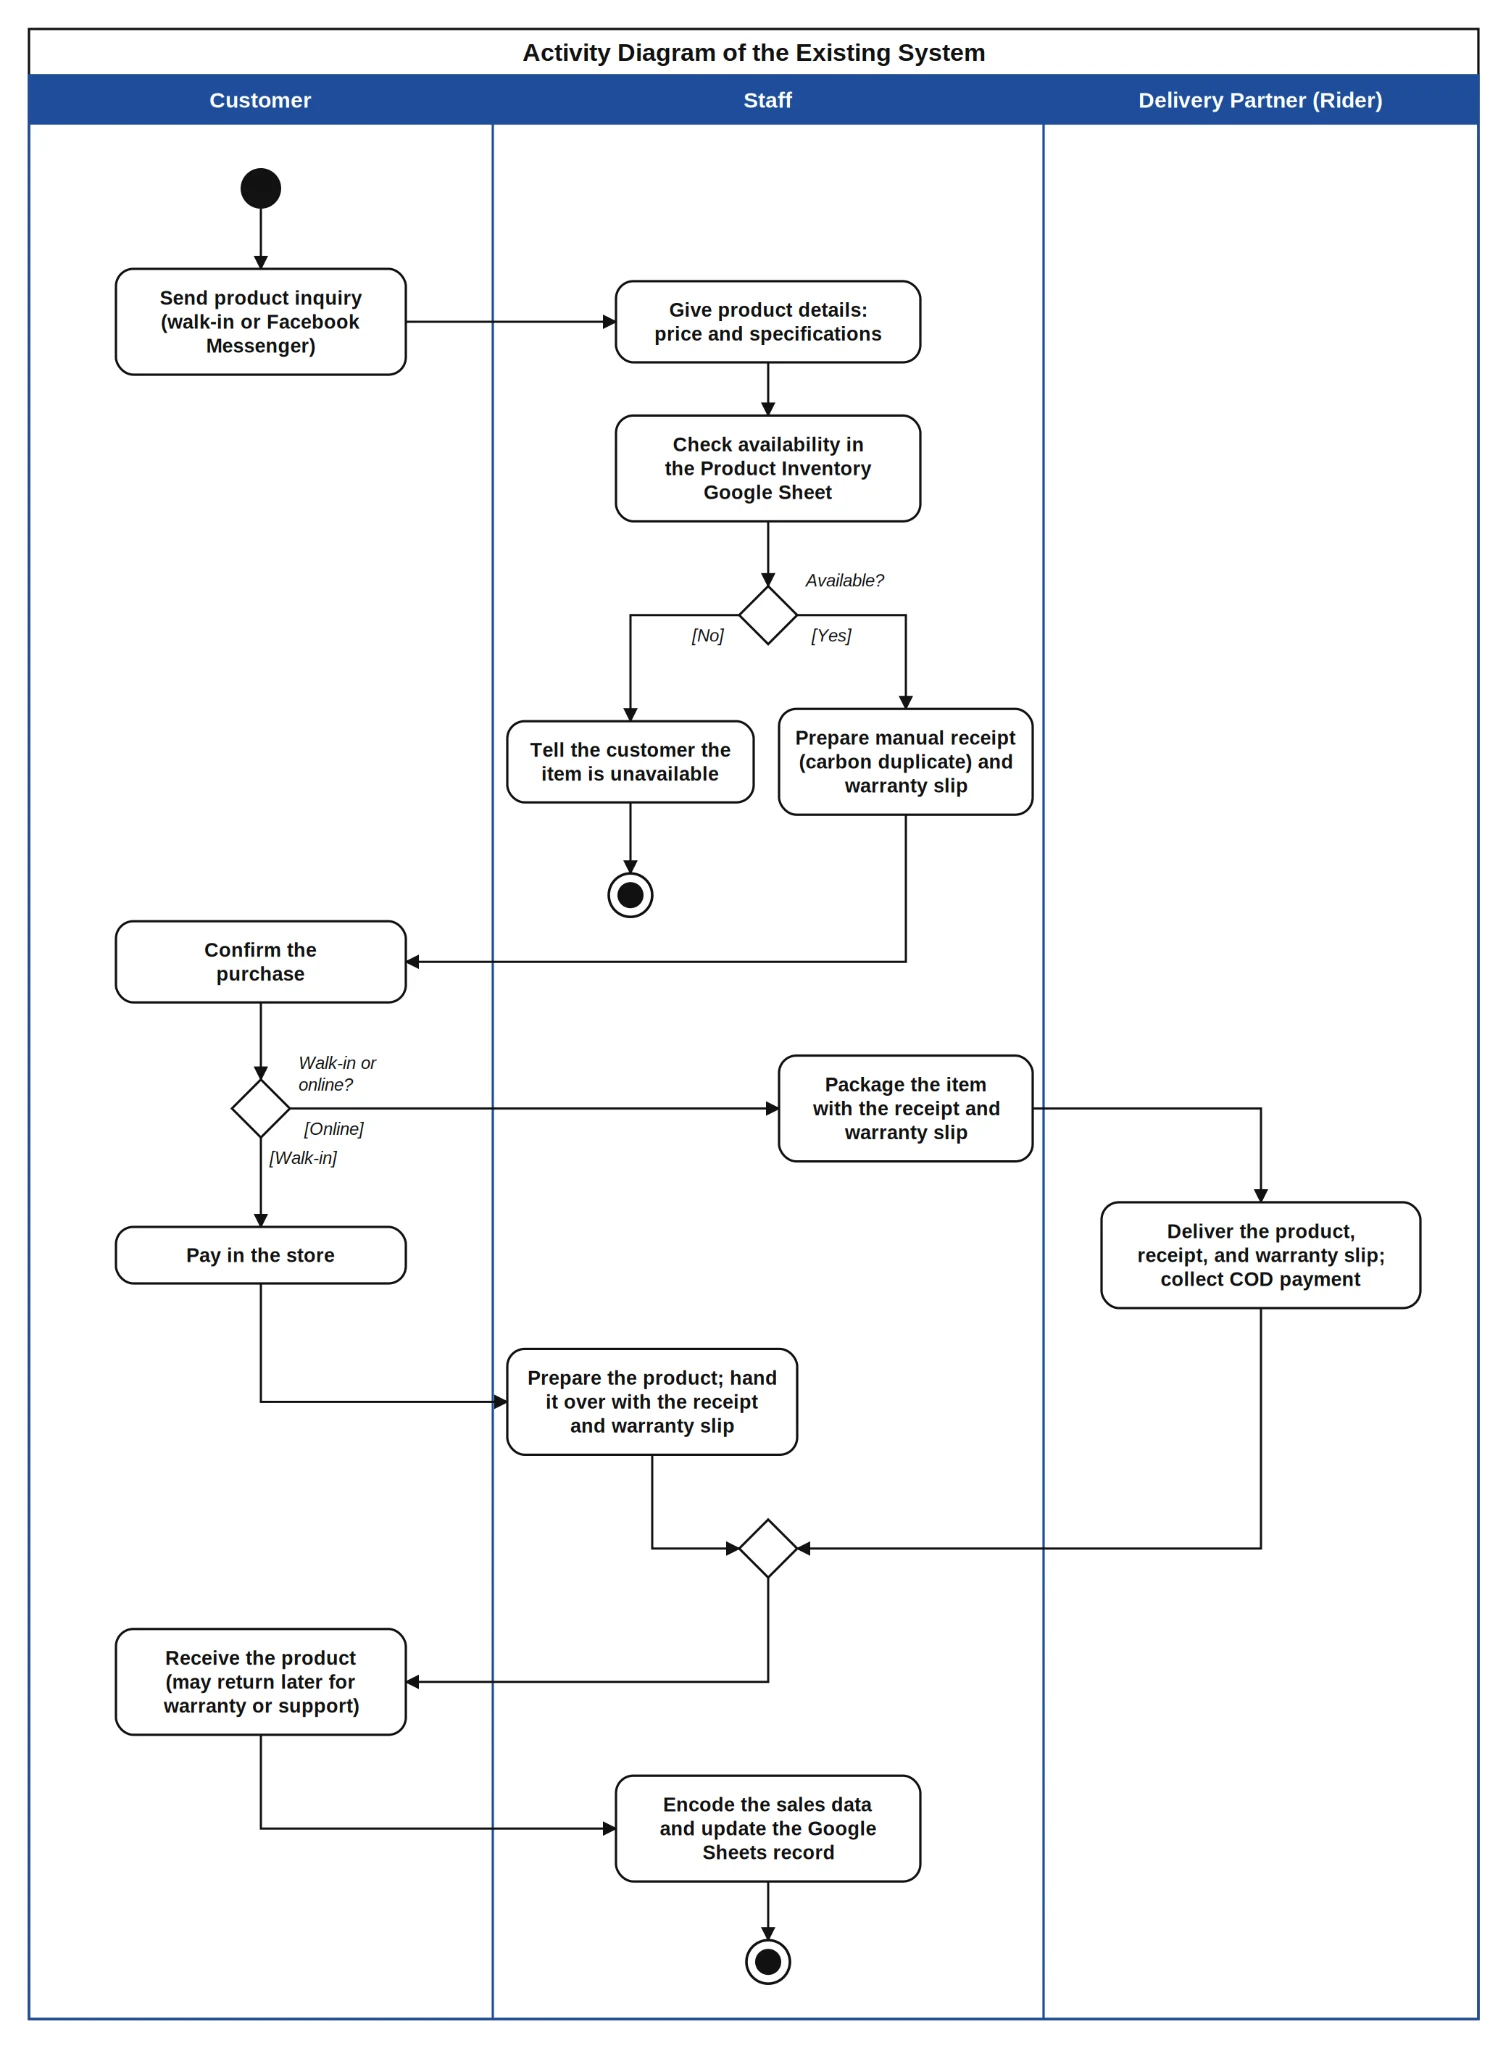 Activity Diagram of the Existing System
Customer
Staff
Delivery Partner (Rider)
Send product inquiry
(walk-in or Facebook
Messenger)
Give product details:
price and specifications
Check availability in
the Product Inventory
Google Sheet
Available?
[No]
[Yes]
Tell the customer the
item is unavailable
Prepare manual receipt
(carbon duplicate) and
warranty slip
Confirm the
purchase
Walk-in or
online?
[Online]
[Walk-in]
Package the item
with the receipt and
warranty slip
Pay in the store
Deliver the product,
receipt, and warranty slip;
collect COD payment
Prepare the product; hand
it over with the receipt
and warranty slip
Receive the product
(may return later for
warranty or support)
Encode the sales data
and update the Google
Sheets record